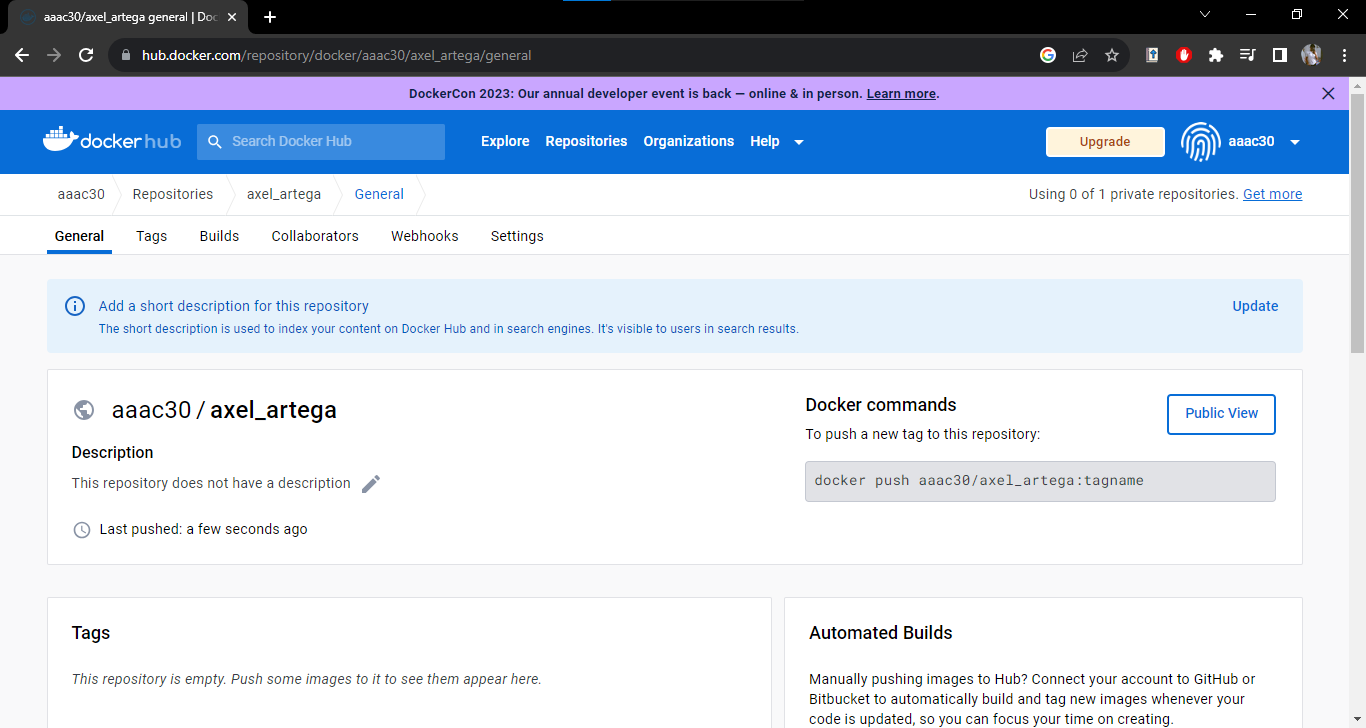 aaac30/axel_artega general | Doc
hub.docker.com/repository/docker/aaac30/axel_artega/general
DockerCon 2023: Our annual developer event is back — online & in person. Learn more.
docker hub
Search Docker Hub
Explore
Repositories
Organizations
Help
Upgrade
aaac30
aaac30
Repositories
axel_artega
General
Using 0 of 1 private repositories. Get more
General
Tags
Builds
Collaborators
Webhooks
Settings
Add a short description for this repository
Update
The short description is used to index your content on Docker Hub and in search engines. It's visible to users in search results.
aaac30 / axel_artega
Description
This repository does not have a description
Last pushed: a few seconds ago
Docker commands
Public View
To push a new tag to this repository:
docker push aaac30/axel_artega:tagname
Tags
This repository is empty. Push some images to it to see them appear here.
Automated Builds
Manually pushing images to Hub? Connect your account to GitHub or
Bitbucket to automatically build and tag new images whenever your
code is updated, so you can focus your time on creating.